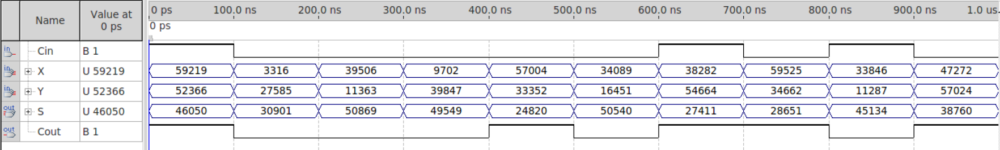 Name Value at 0 ps 0 ps 100.0 ns 200.0 ns 300.0 ns 400.0 ns 500.0 ns 600.0 ns 700.0 ns 800.0 ns 900.0 ns 1.0 us
0 ps
in Cin B 1
in X U 59219 59219 3316 39506 9702 57004 34089 38282 59525 33846 47272
in Y U 52366 52366 27585 11363 39847 33352 16451 54664 34662 11287 57024
out S U 46050 46050 30901 50869 49549 24820 50540 27411 28651 45134 38760
out Cout B 1